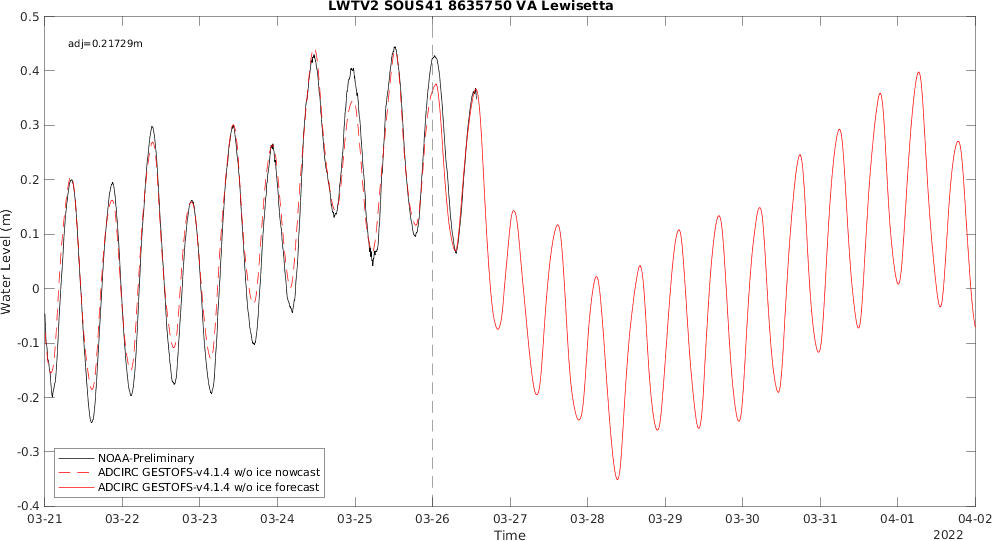 LWTV2 SOUS41 8635750 VA Lewisetta
adj=0.21729m
0.5
0.4
0.3
0.2
0.1
0
-0.1
-0.2
-0.3
-0.4
Water Level (m)
NOAA-Preliminary
ADCIRC GESTOFS-v4.1.4 w/o ice nowcast
ADCIRC GESTOFS-v4.1.4 w/o ice forecast
03-21 03-22 03-23 03-24 03-25 03-26 03-27 03-28 03-29 03-30 03-31 04-01 04-02
Time
2022